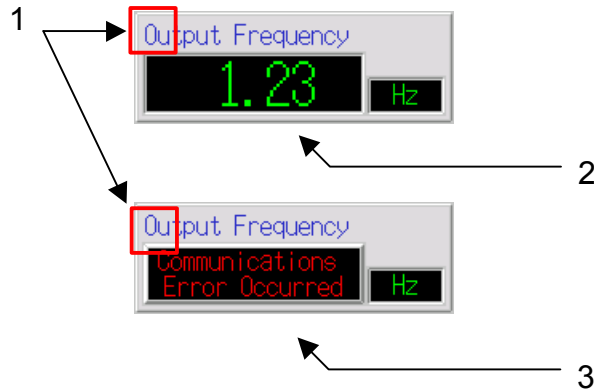 1
Output Frequency
1.23 Hz
2
Output Frequency
Communications
Error Occurred Hz
3